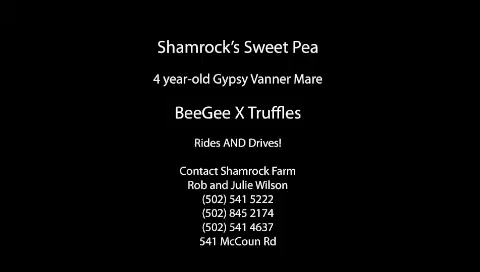 Shamrock’s Sweet Pea
4 year-old Gypsy Vanner Mare
BeeGee X Truffles
Rides AND Drives!
Contact Shamrock Farm
Rob and Julie Wilson
(502) 541 5222
(502) 845 2174
(502) 541 4637
541 McCoun Rd